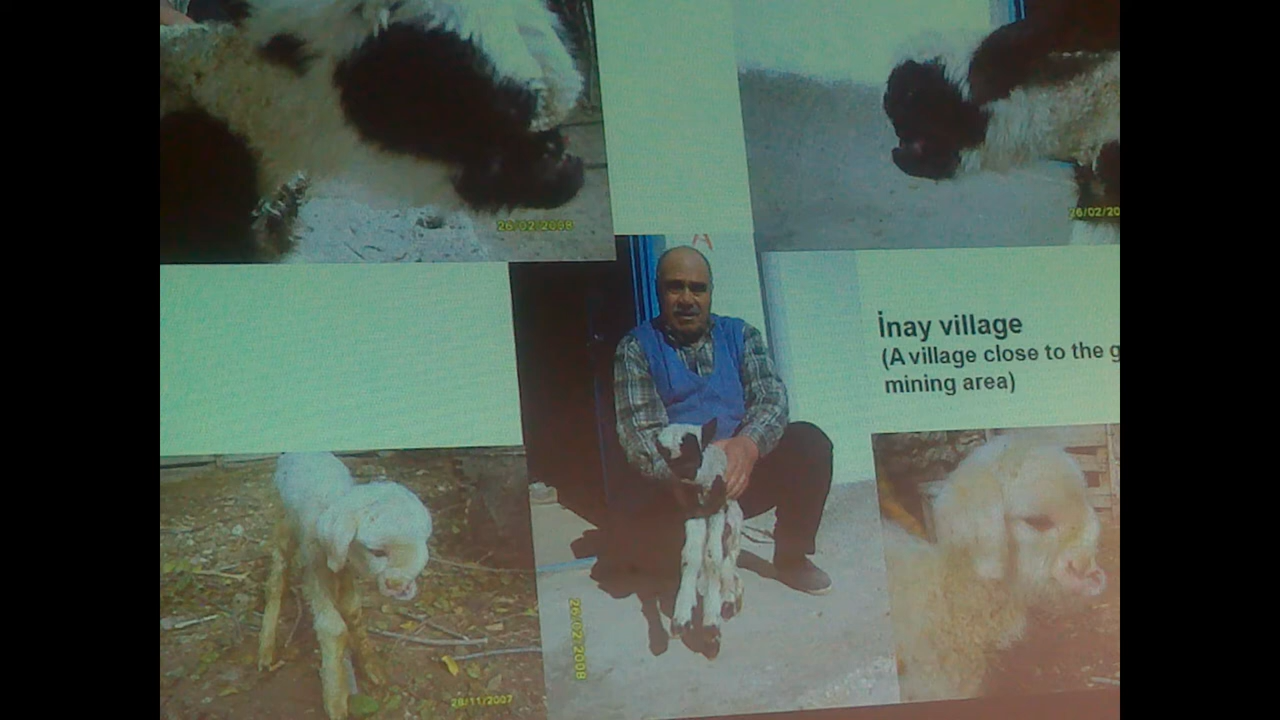 26/02/2008
26/02/20
A
İnay village
(A village close to the g
mining area)
26/02/2008
28/11/2007